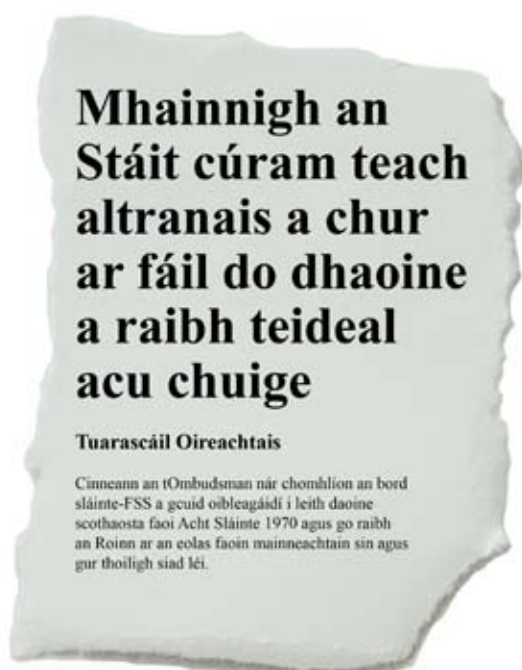 Mhainnigh an
Stáit cúram teach
altranais a chur
ar fáil do dhaoine
a raibh teideal
acu chuige
Tuarascáil Oireachtais
Cinneann an tOmbudsman nár chomhlíon an bord
sláinte-FSS a gcuid oibleagáidí i leith daoine
scothaosta faoi Acht Sláinte 1970 agus go raibh
an Roinn ar an eolas faoin mainneachtain sin agus
gur thoiligh siad léi.